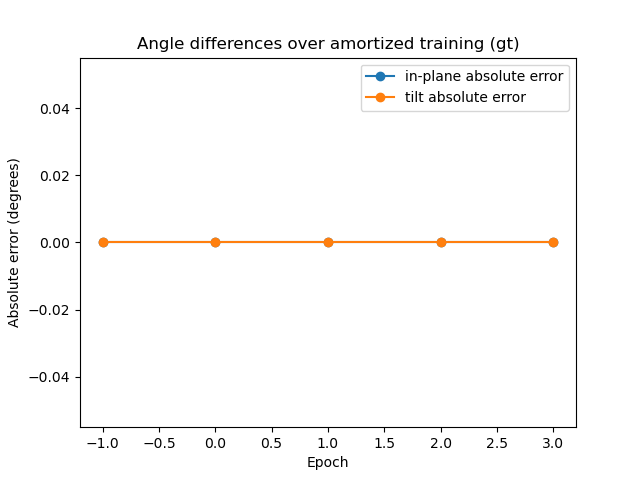 Angle differences over amortized training (gt)
in-plane absolute error
tilt absolute error
Absolute error (degrees)
0.04
0.02
0.00
−0.02
−0.04
−1.0 −0.5 0.0 0.5 1.0 1.5 2.0 2.5 3.0
Epoch